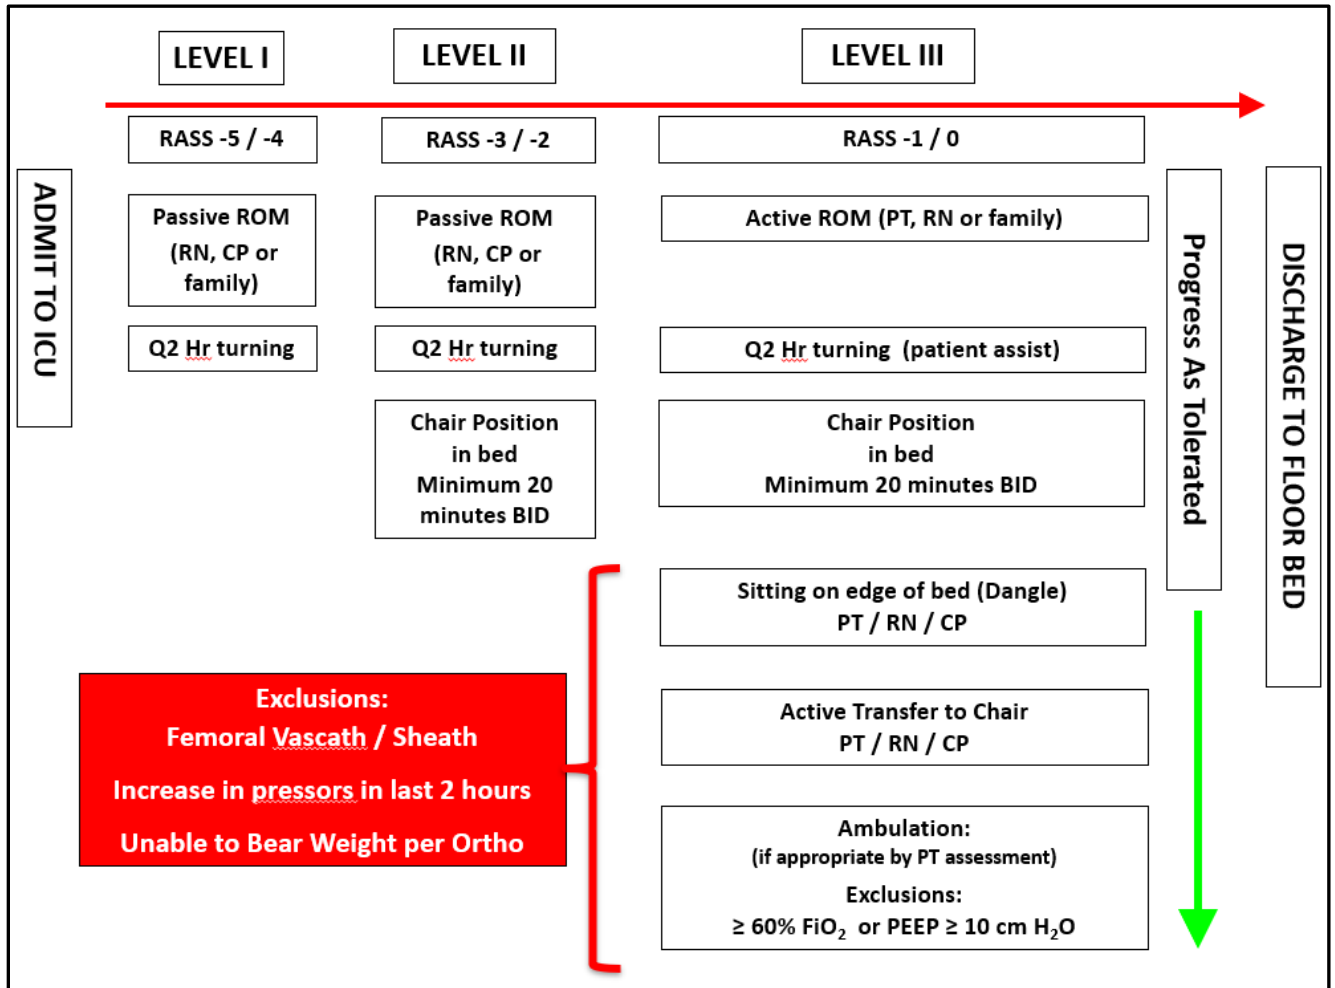 LEVEL I
LEVEL II
LEVEL III
RASS -5 / -4
RASS -3 / -2
RASS -1 / 0
ADMIT TO ICU
Passive ROM
(RN, CP or
family)
Passive ROM
(RN, CP or
family)
Active ROM (PT, RN or family)
Q2 Hr turning
Q2 Hr turning
Q2 Hr turning (patient assist)
Chair Position
in bed
Minimum 20
minutes BID
Chair Position
in bed
Minimum 20 minutes BID
Progress As Tolerated
DISCHARGE TO FLOOR BED
Sitting on edge of bed (Dangle)
PT / RN / CP
Exclusions:
Femoral Vascath / Sheath
Increase in pressors in last 2 hours
Unable to Bear Weight per Ortho
Active Transfer to Chair
PT / RN / CP
Ambulation:
(if appropriate by PT assessment)
Exclusions:
≥ 60% FiO₂ or PEEP ≥ 10 cm H₂O